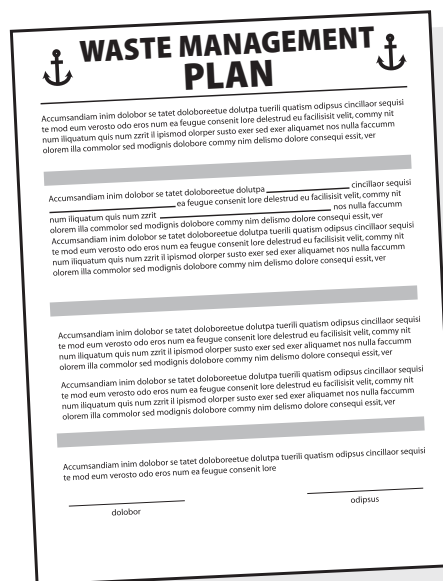 WASTE MANAGEMENT
PLAN
Accumsandiam inim dolobor se tatet doloboreetue dolutpa tuerili quatism odipsus cincillaor sequisi
te mod eum verosto odo eros num ea feugue consenit lore delestrud eu facilisisit velit, commy nit
num iliquatum quis num zzrit il ipismod olorper susto exer sed exer aliquamet nos nulla faccumm
olorem illa commolor sed modignis dolobore commy nim delismo dolore consequi essit, ver
Accumsandiam inim dolobor se tatet doloboreetue dolutpa cincillaor sequisi
ea feugue consenit lore delestrud eu facilisisit velit, commy nit
num iliquatum quis num zzrit nos nulla faccumm
olorem illa commolor sed modignis dolobore commy nim delismo dolore consequi essit, ver
Accumsandiam inim dolobor se tatet doloboreetue dolutpa tuerili quatism odipsus cincillaor sequisi
te mod eum verosto odo eros num ea feugue consenit lore delestrud eu facilisisit velit, commy nit
num iliquatum quis num zzrit il ipismod olorper susto exer sed exer aliquamet nos nulla faccumm
olorem illa commolor sed modignis dolobore commy nim delismo dolore consequi essit, ver
Accumsandiam inim dolobor se tatet doloboreetue dolutpa tuerili quatism odipsus cincillaor sequisi
te mod eum verosto odo eros num ea feugue consenit lore delestrud eu facilisisit velit, commy nit
num iliquatum quis num zzrit il ipismod olorper susto exer sed exer aliquamet nos nulla faccumm
olorem illa commolor sed modignis dolobore commy nim delismo dolore consequi essit, ver
Accumsandiam inim dolobor se tatet doloboreetue dolutpa tuerili quatism odipsus cincillaor sequisi
te mod eum verosto odo eros num ea feugue consenit lore delestrud eu facilisisit velit, commy nit
num iliquatum quis num zzrit il ipismod olorper susto exer sed exer aliquamet nos nulla faccumm
olorem illa commolor sed modignis dolobore commy nim delismo dolore consequi essit, ver
Accumsandiam inim dolobor se tatet doloboreetue dolutpa tuerili quatism odipsus cincillaor sequisi
te mod eum verosto odo eros num ea feugue consenit lore
dolobor odipsus